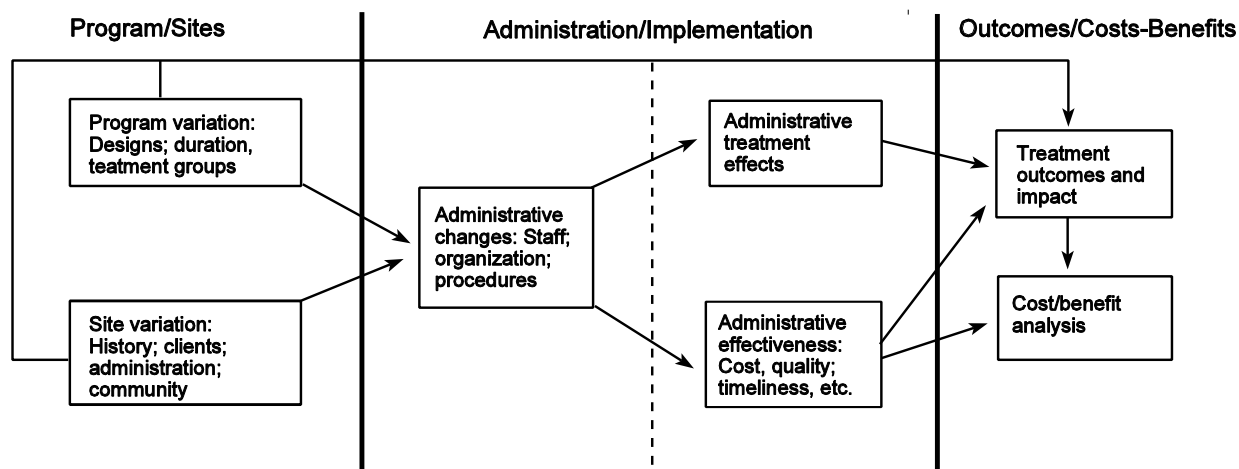 Program/Sites
Administration/Implementation
Outcomes/Costs-Benefits
Program variation:
Designs; duration,
teatment groups
Site variation:
History; clients;
administration;
community
Administrative
changes: Staff;
organization;
procedures
Administrative
treatment
effects
Administrative
effectiveness:
Cost, quality;
timeliness, etc.
Treatment
outcomes and
impact
Cost/benefit
analysis